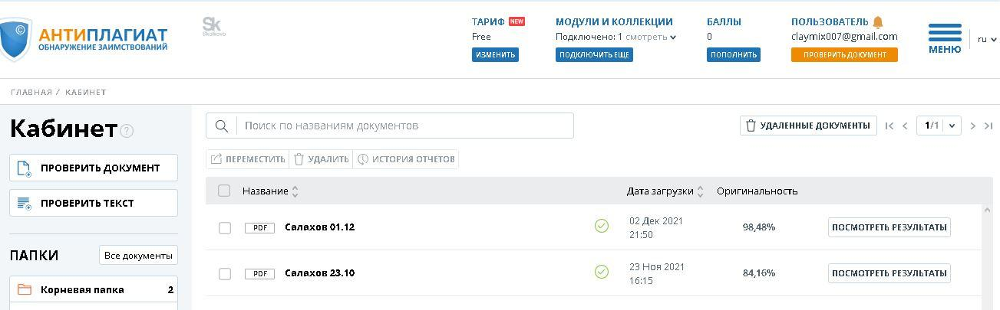 АНТИПЛАГИАТ
ОБНАРУЖЕНИЕ ЗАИМСТВОВАНИЙ
Sk
Skolkovo
ТАРИФ NEW
Free
ИЗМЕНИТЬ
МОДУЛИ И КОЛЛЕКЦИИ
Подключено: 1 смотреть
ПОДКЛЮЧИТЬ ЕЩЕ
БАЛЛЫ
0
ПОПОЛНИТЬ
ПОЛЬЗОВАТЕЛЬ
claymix007@gmail.com
ПРОВЕРИТЬ ДОКУМЕНТ
МЕНЮ
ru
ГЛАВНАЯ / КАБИНЕТ
Кабинет ?
ПРОВЕРИТЬ ДОКУМЕНТ
ПРОВЕРИТЬ ТЕКСТ
ПАПКИ Все документы
Корневая папка 2
Поиск по названиям документов
УДАЛЕННЫЕ ДОКУМЕНТЫ 1/1
ПЕРЕМЕСТИТЬ УДАЛИТЬ ИСТОРИЯ ОТЧЕТОВ
Название Дата загрузки Оригинальность
PDF Салахов 01.12 02 Дек 2021 21:50 98,48% ПОСМОТРЕТЬ РЕЗУЛЬТАТЫ
PDF Салахов 23.10 23 Ноя 2021 16:15 84,16% ПОСМОТРЕТЬ РЕЗУЛЬТАТЫ